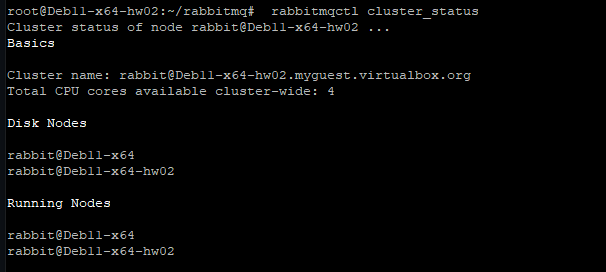 root@Deb11-x64-hw02:~/rabbitmq#  rabbitmqctl cluster_status
Cluster status of node rabbit@Deb11-x64-hw02 ...
Basics
Cluster name: rabbit@Deb11-x64-hw02.myguest.virtualbox.org
Total CPU cores available cluster-wide: 4
Disk Nodes
rabbit@Deb11-x64
rabbit@Deb11-x64-hw02
Running Nodes
rabbit@Deb11-x64
rabbit@Deb11-x64-hw02